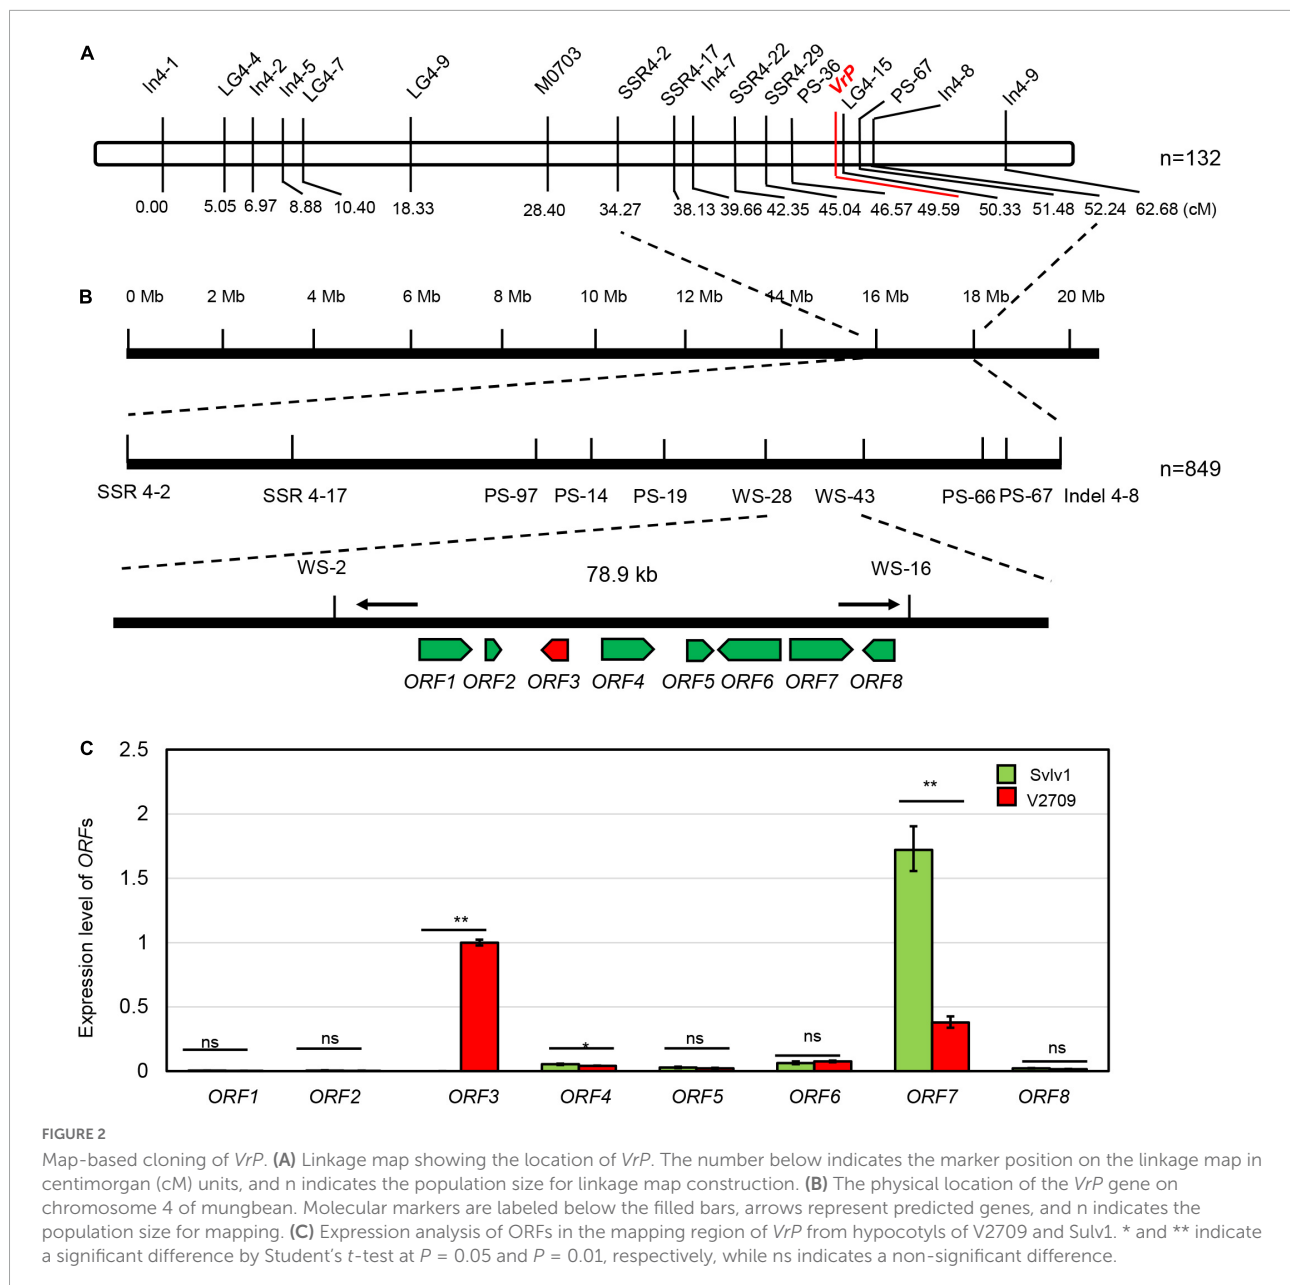 A
In4-1 LG4-4 In4-2 In4-5 LG4-7 LG4-9 M0703 SSR4-2 SSR4-17 In4-7 SSR4-22 SSR4-29 PS-36 VrP LG4-15 PS-67 In4-8 In4-9
n=132
0.00 5.05 6.97 8.88 10.40 18.33 28.40 34.27 38.13 39.66 42.35 45.04 46.57 49.59 50.33 51.48 52.24 62.68 (cM)
B
0 Mb 2 Mb 4 Mb 6 Mb 8 Mb 10 Mb 12 Mb 14 Mb 16 Mb 18 Mb 20 Mb
n=849
SSR 4-2 SSR 4-17 PS-97 PS-14 PS-19 WS-28 WS-43 PS-66 PS-67 Indel 4-8
WS-2 78.9 kb WS-16
ORF1 ORF2 ORF3 ORF4 ORF5 ORF6 ORF7 ORF8
C
Expression level of ORFs
2.5
2
1.5
1
0.5
0
Svlv1
V2709
ns ns ** * ns ns ** ns
ORF1 ORF2 ORF3 ORF4 ORF5 ORF6 ORF7 ORF8
FIGURE 2
Map-based cloning of VrP. (A) Linkage map showing the location of VrP. The number below indicates the marker position on the linkage map in
centimorgan (cM) units, and n indicates the population size for linkage map construction. (B) The physical location of the VrP gene on
chromosome 4 of mungbean. Molecular markers are labeled below the filled bars, arrows represent predicted genes, and n indicates the
population size for mapping. (C) Expression analysis of ORFs in the mapping region of VrP from hypocotyls of V2709 and Sulv1. * and ** indicate
a significant difference by Student's t-test at P = 0.05 and P = 0.01, respectively, while ns indicates a non-significant difference.